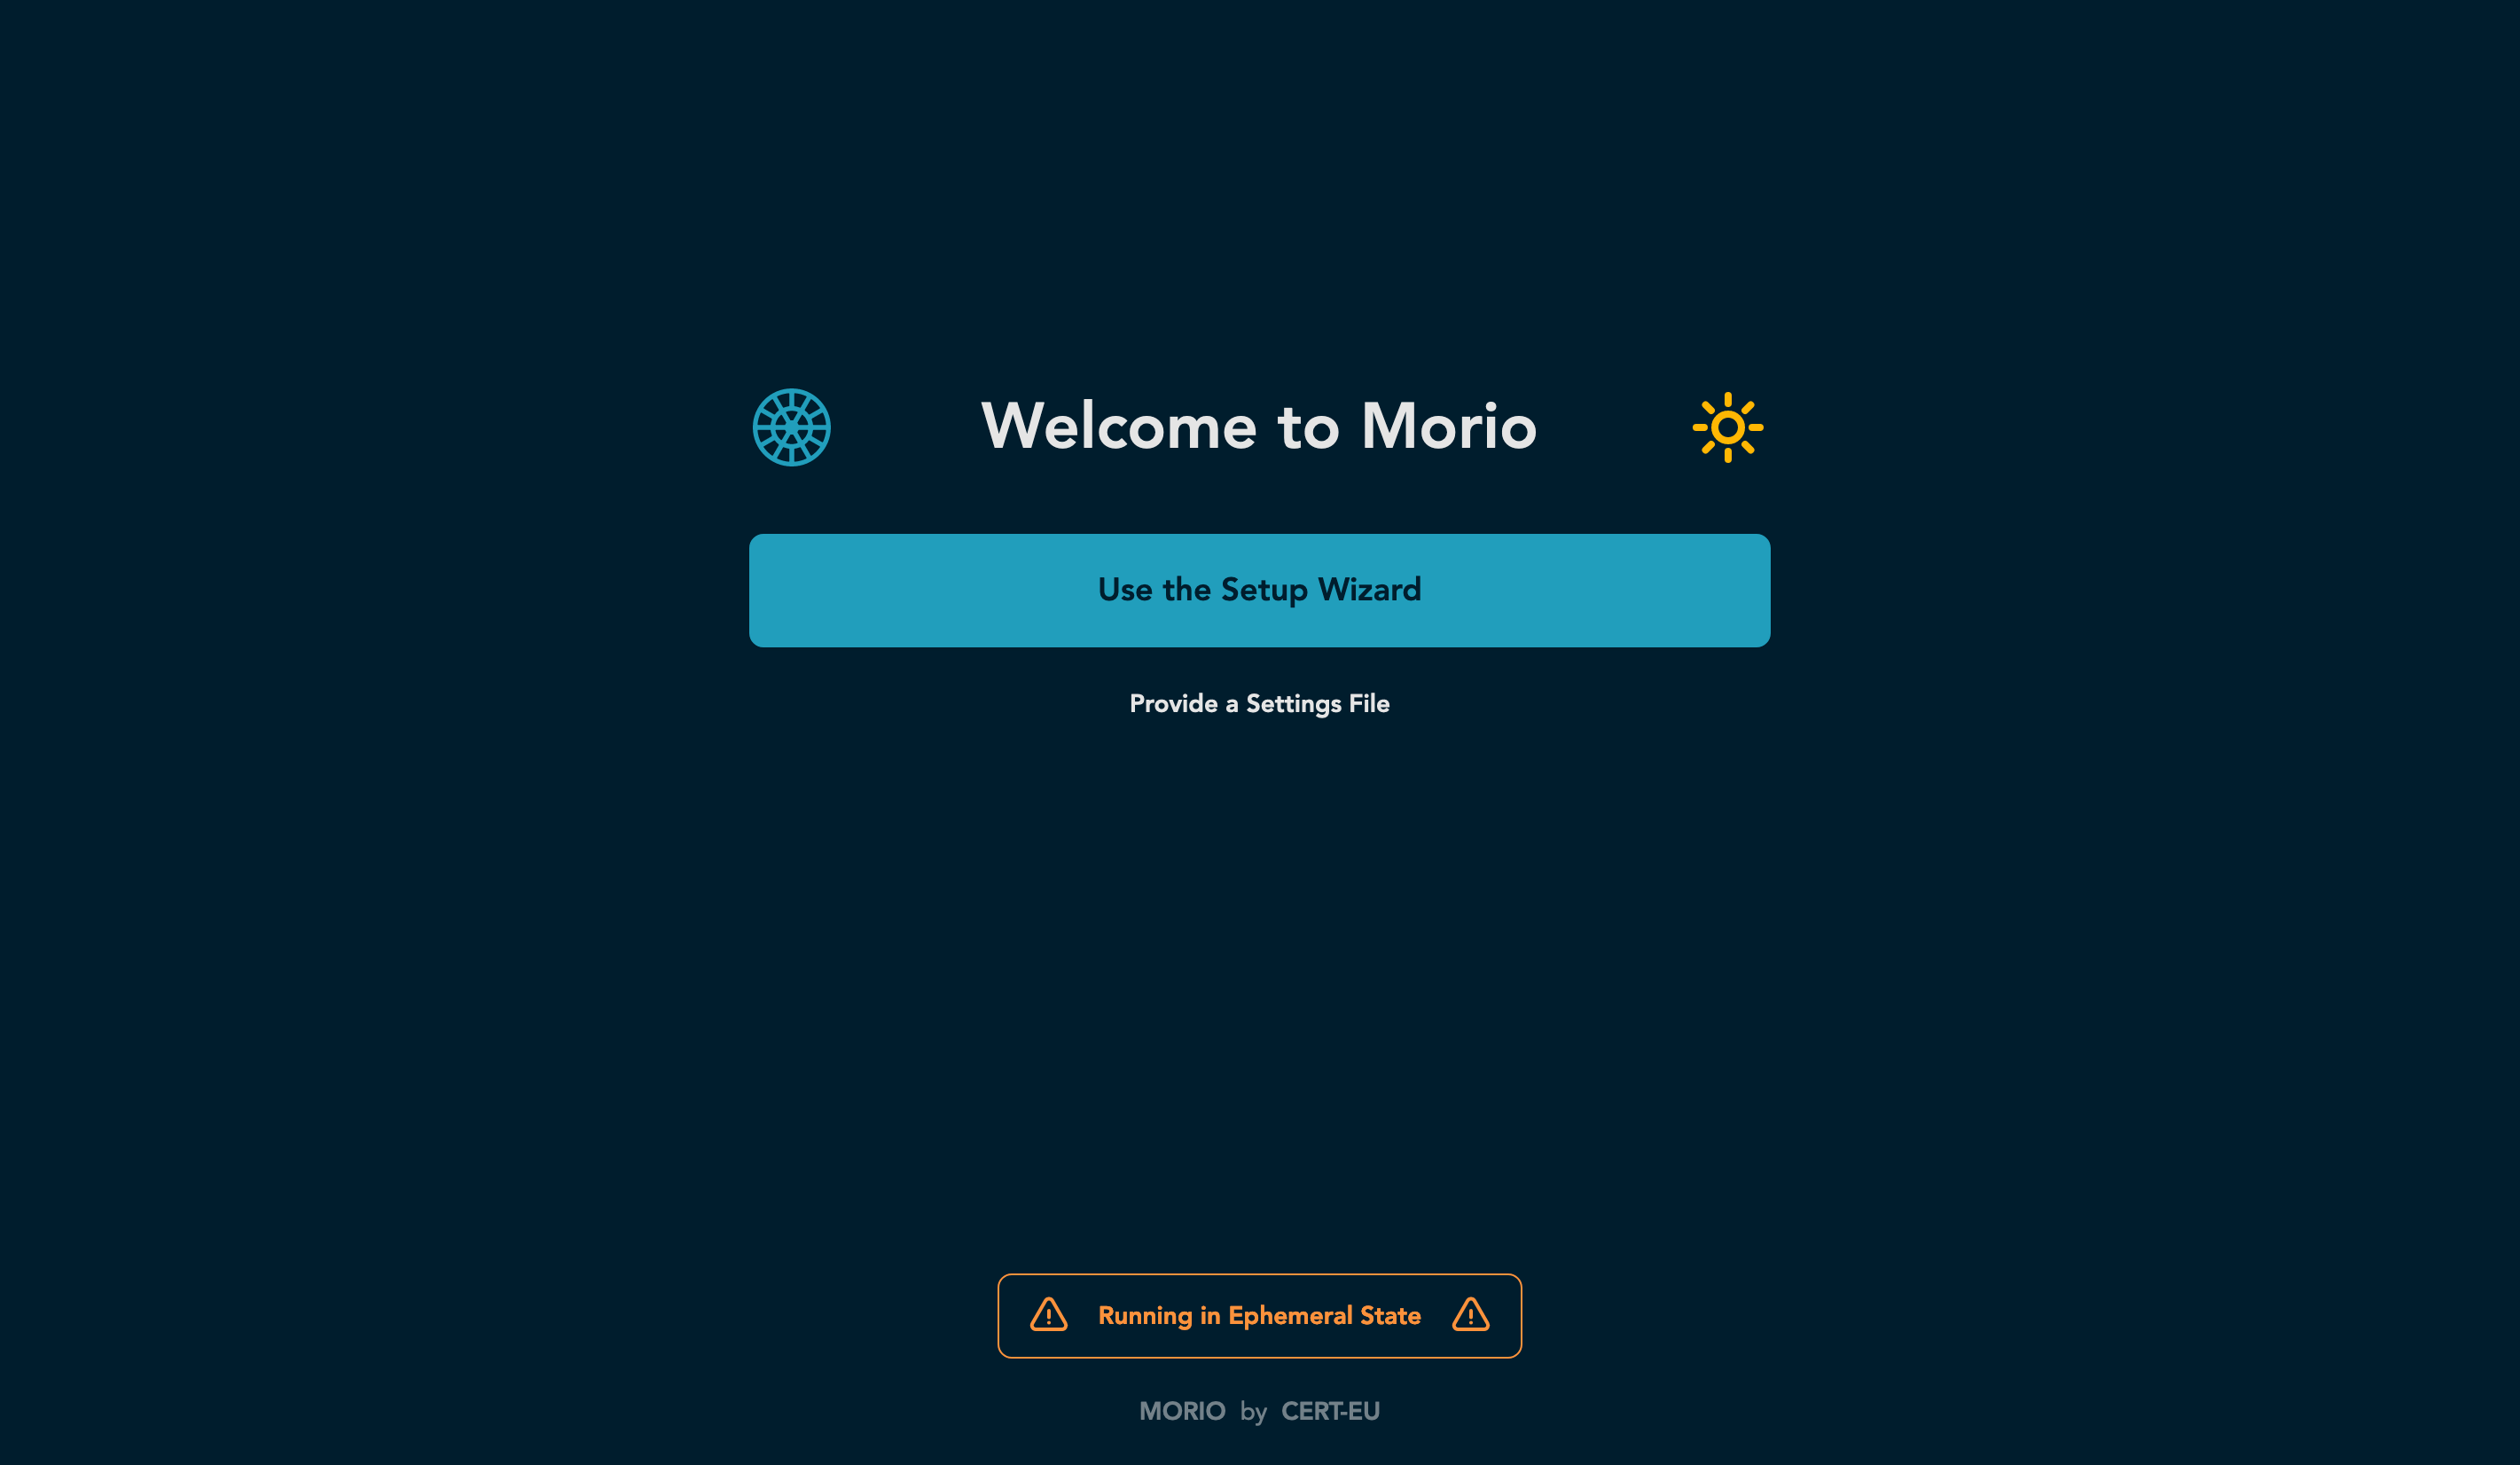 Welcome to Morio
Use the Setup Wizard
Provide a Settings File
Running in Ephemeral State
MORIO by CERT-EU